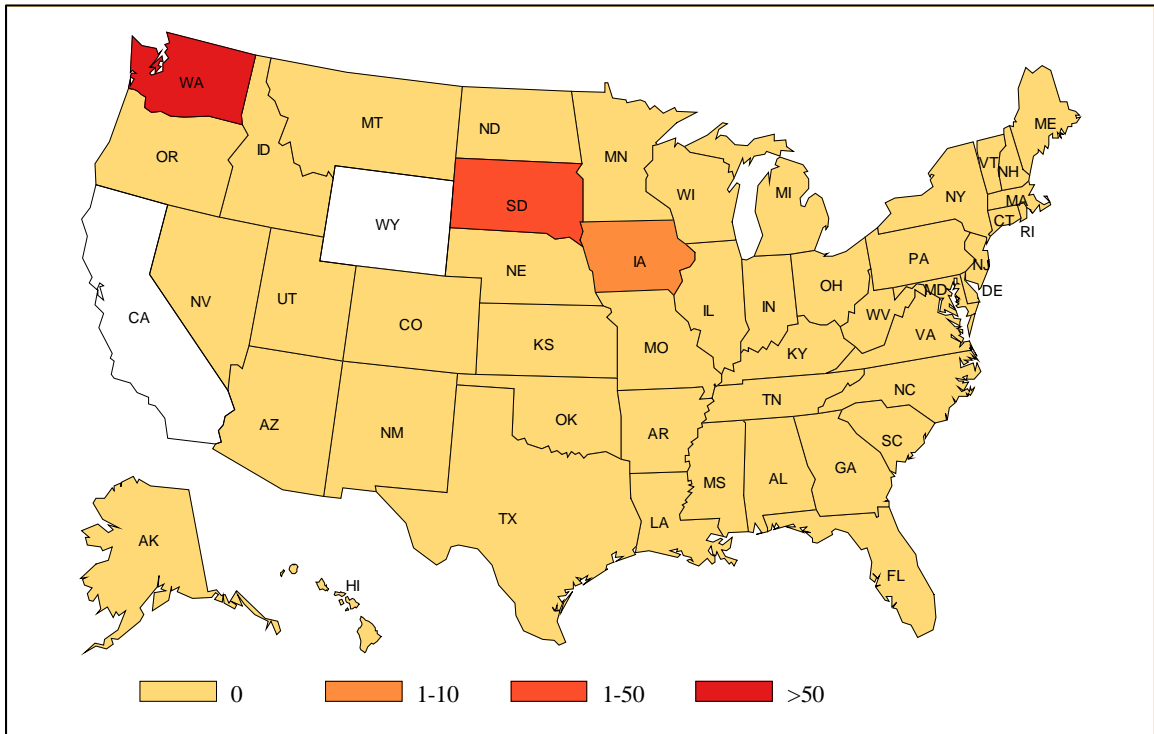 WA
MT
ND
ME
OR
ID
MN
VT
NH
WI
MI
NY
MA
SD
CT
RI
WY
PA
IA
NJ
NE
OH
MD
DE
NV
UT
IL
IN
WV
CA
CO
VA
KS
MO
KY
NC
TN
AZ
NM
OK
AR
SC
GA
MS
AL
TX
LA
AK
FL
HI
0
1-10
1-50
>50